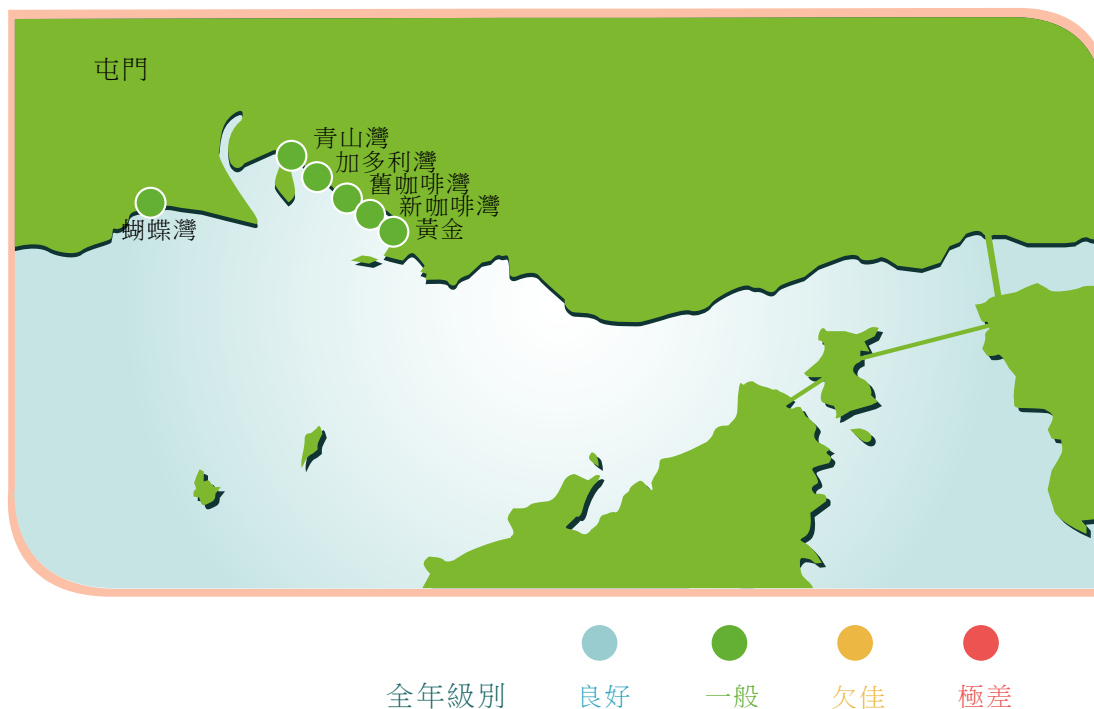 屯門
青山灣
加多利灣
舊咖啡灣
新咖啡灣
黃金
蝴蝶灣
全年級別
良好
一般
欠佳
極差